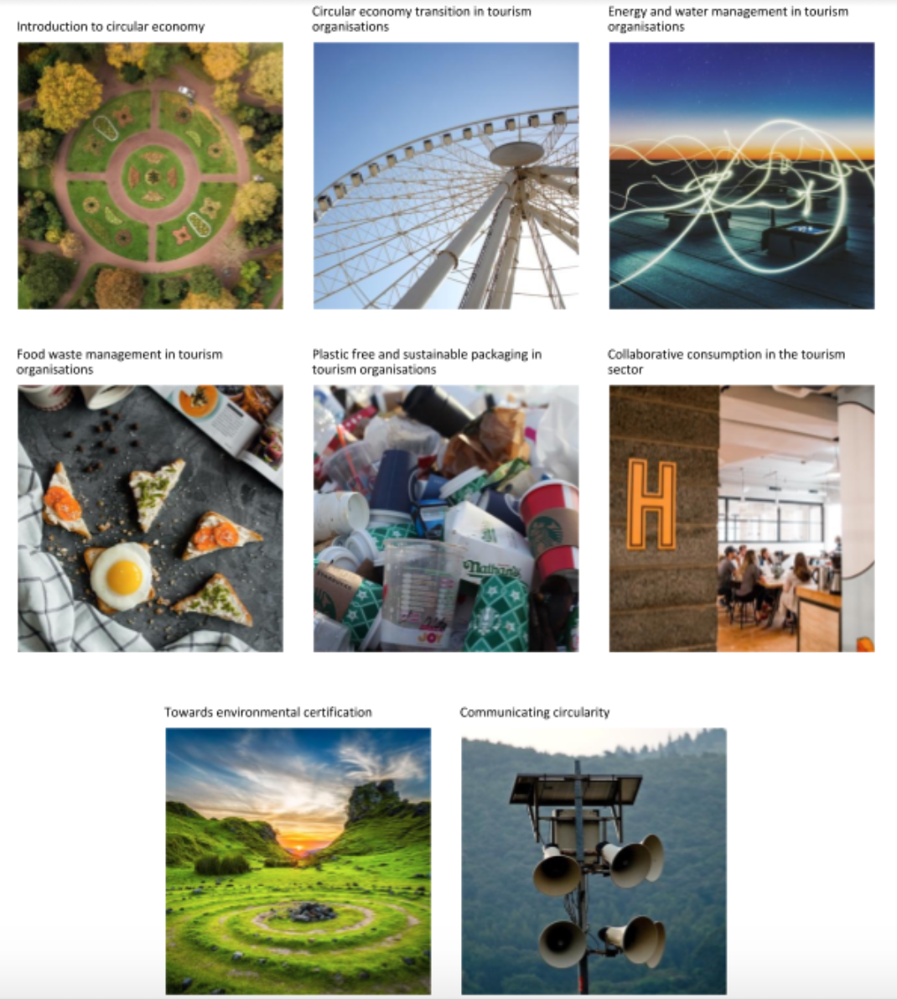 Introduction to circular economy
Circular economy transition in tourism
organisations
Energy and water management in tourism
organisations
Food waste management in tourism
organisations
Plastic free and sustainable packaging in
tourism organisations
Collaborative consumption in the tourism
sector
H
Nathan's
STARBUCKS
JOY
Towards environmental certification
Communicating circularity